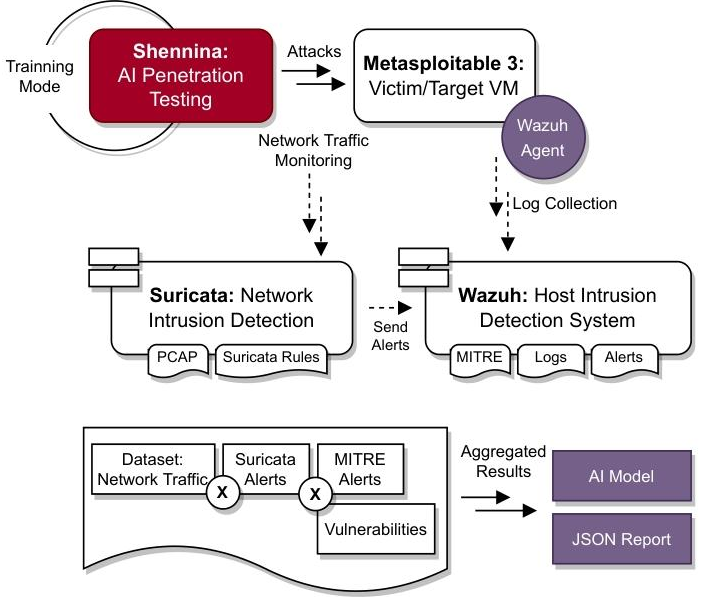 Trainning
Mode
Shennina:
AI Penetration
Testing
Attacks
Metasploitable 3:
Victim/Target VM
Wazuh
Agent
Network Traffic
Monitoring
Log Collection
Suricata: Network
Intrusion Detection
PCAP
Suricata Rules
Send
Alerts
Wazuh: Host Intrusion
Detection System
MITRE
Logs
Alerts
Dataset:
Network Traffic
X
Suricata
Alerts
X
MITRE
Alerts
Vulnerabilities
Aggregated
Results
AI Model
JSON Report